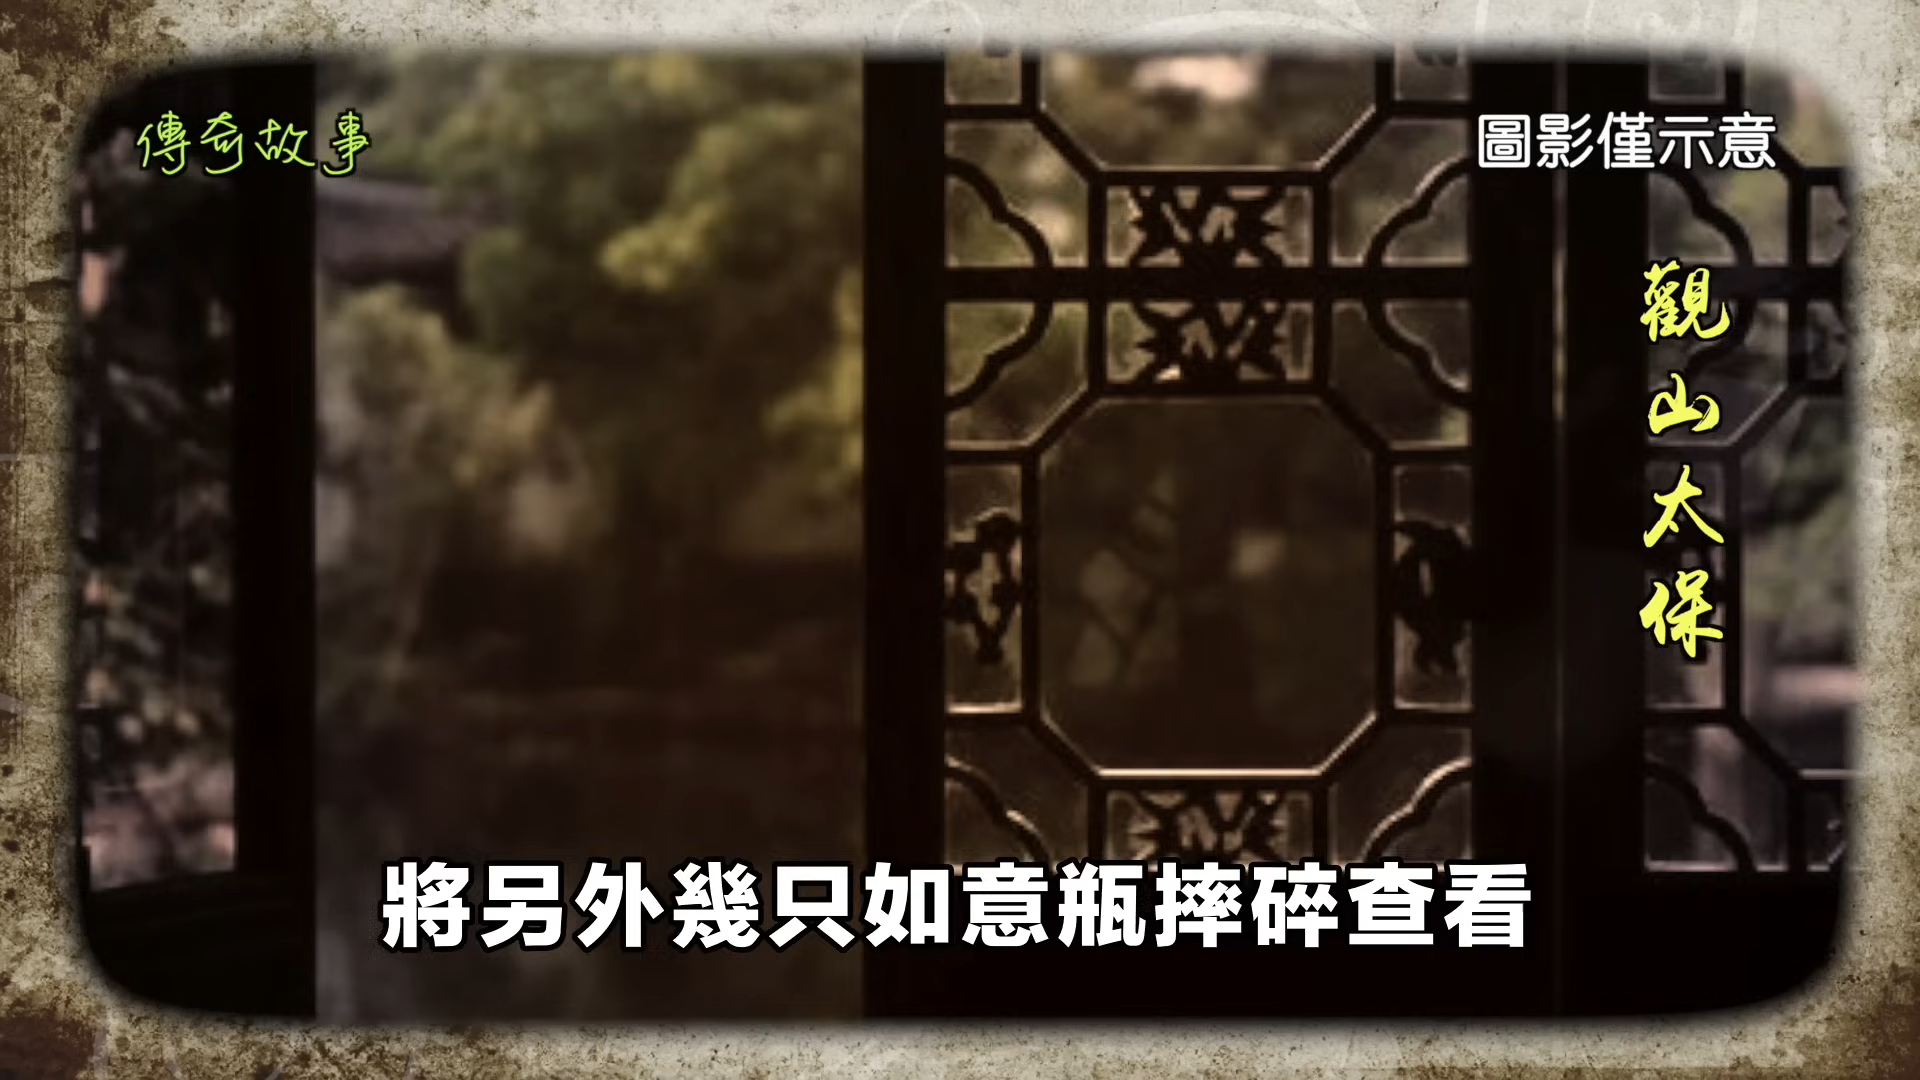 傳奇故事
圖影僅示意
觀山太保
將另外幾只如意瓶摔碎查看